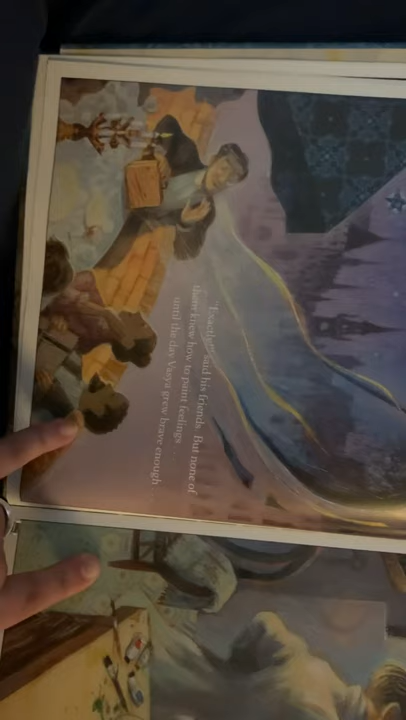 "Exactly!" said his friends. But none of
them knew how to paint feelings . . .
until the day Vasya grew brave enough . . .